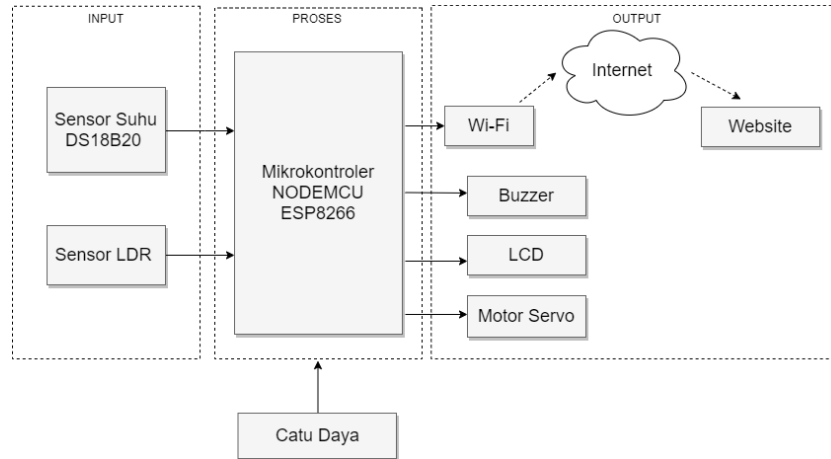 INPUT
PROSES
OUTPUT
Sensor Suhu
DS18B20
Sensor LDR
Mikrokontroler
NODEMCU
ESP8266
Internet
Wi-Fi
Website
Buzzer
LCD
Motor Servo
Catu Daya